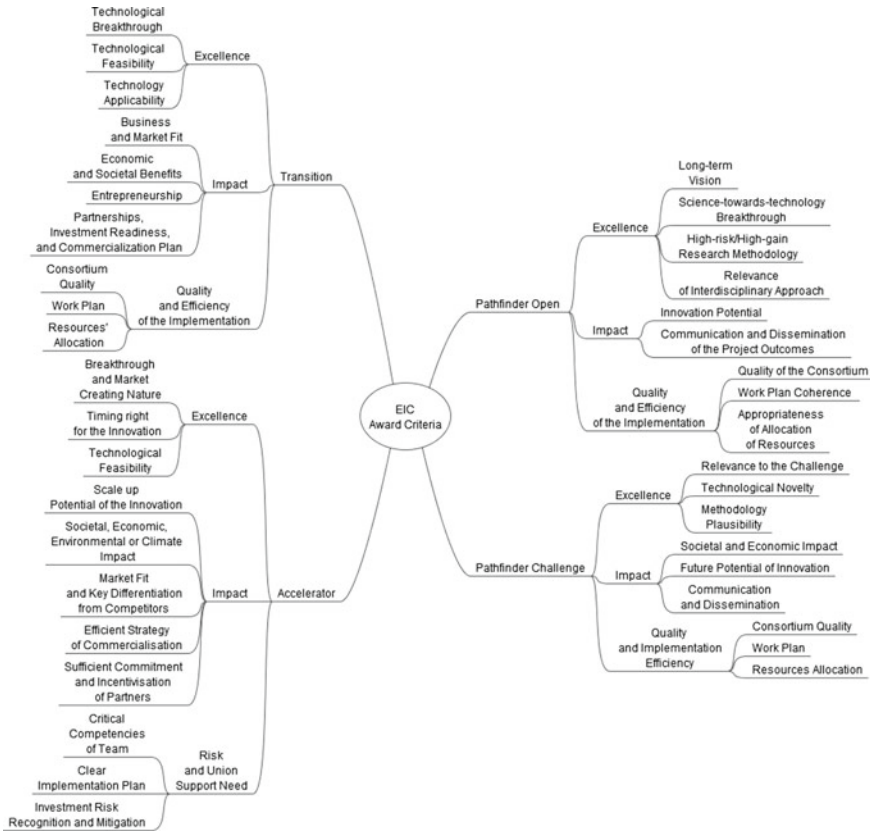 Technological
Breakthrough
Technological
Feasibility
Technology
Applicability
Excellence
Business
and Market Fit
Economic
and Societal Benefits
Entrepreneurship
Partnerships,
Investment Readiness,
and Commercialization Plan
Impact
Consortium
Quality
Work Plan
Resources'
Allocation
Quality
and Efficiency
of the Implementation
Transition
Breakthrough
and Market
Creating Nature
Timing right
for the Innovation
Technological
Feasibility
Excellence
Scale up
Potential of the Innovation
Societal, Economic,
Environmental or Climate
Impact
Market Fit
and Key Differentiation
from Competitors
Efficient Strategy
of Commercialisation
Sufficient Commitment
and Incentivisation
of Partners
Impact
Critical
Competencies
of Team
Clear
Implementation Plan
Investment Risk
Recognition and Mitigation
Risk
and Union
Support Need
Accelerator
EIC
Award Criteria
Pathfinder Open
Excellence
Long-term
Vision
Science-towards-technology
Breakthrough
High-risk/High-gain
Research Methodology
Relevance
of Interdisciplinary Approach
Impact
Innovation Potential
Communication and Dissemination
of the Project Outcomes
Quality
and Efficiency
of the Implementation
Quality of the Consortium
Work Plan Coherence
Appropriateness
of Allocation
of Resources
Pathfinder Challenge
Excellence
Relevance to the Challenge
Technological Novelty
Methodology
Plausibility
Impact
Societal and Economic Impact
Future Potential of Innovation
Communication
and Dissemination
Quality
and Implementation
Efficiency
Consortium Quality
Work Plan
Resources Allocation